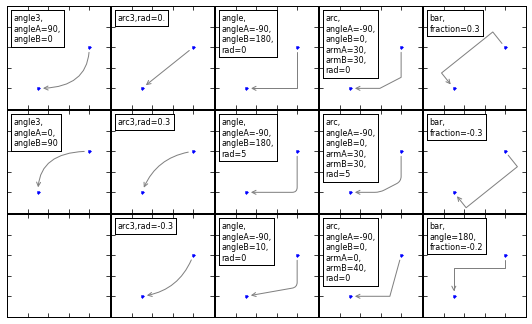 angle3,
angleA=90,
angleB=0
arc3,rad=0.
angle,
angleA=-90,
angleB=180,
rad=0
arc,
angleA=-90,
angleB=0,
armA=30,
armB=30,
rad=0
bar,
fraction=0.3
angle3,
angleA=0,
angleB=90
arc3,rad=0.3
angle,
angleA=-90,
angleB=180,
rad=5
arc,
angleA=-90,
angleB=0,
armA=30,
armB=30,
rad=5
bar,
fraction=-0.3
arc3,rad=-0.3
angle,
angleA=-90,
angleB=10,
rad=0
arc,
angleA=-90,
angleB=0,
armA=0,
armB=40,
rad=0
bar,
angle=180,
fraction=-0.2